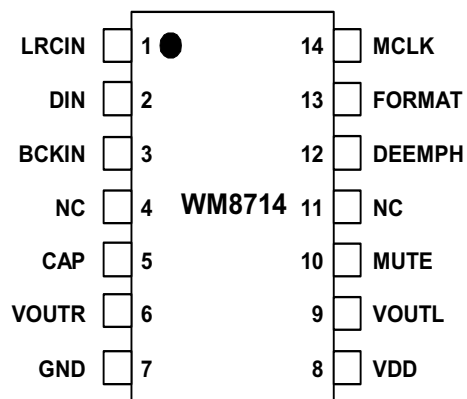 LRCIN 1 14 MCLK
DIN 2 13 FORMAT
BCKIN 3 12 DEEMPH
NC 4 WM8714 11 NC
CAP 5 10 MUTE
VOUTR 6 9 VOUTL
GND 7 8 VDD